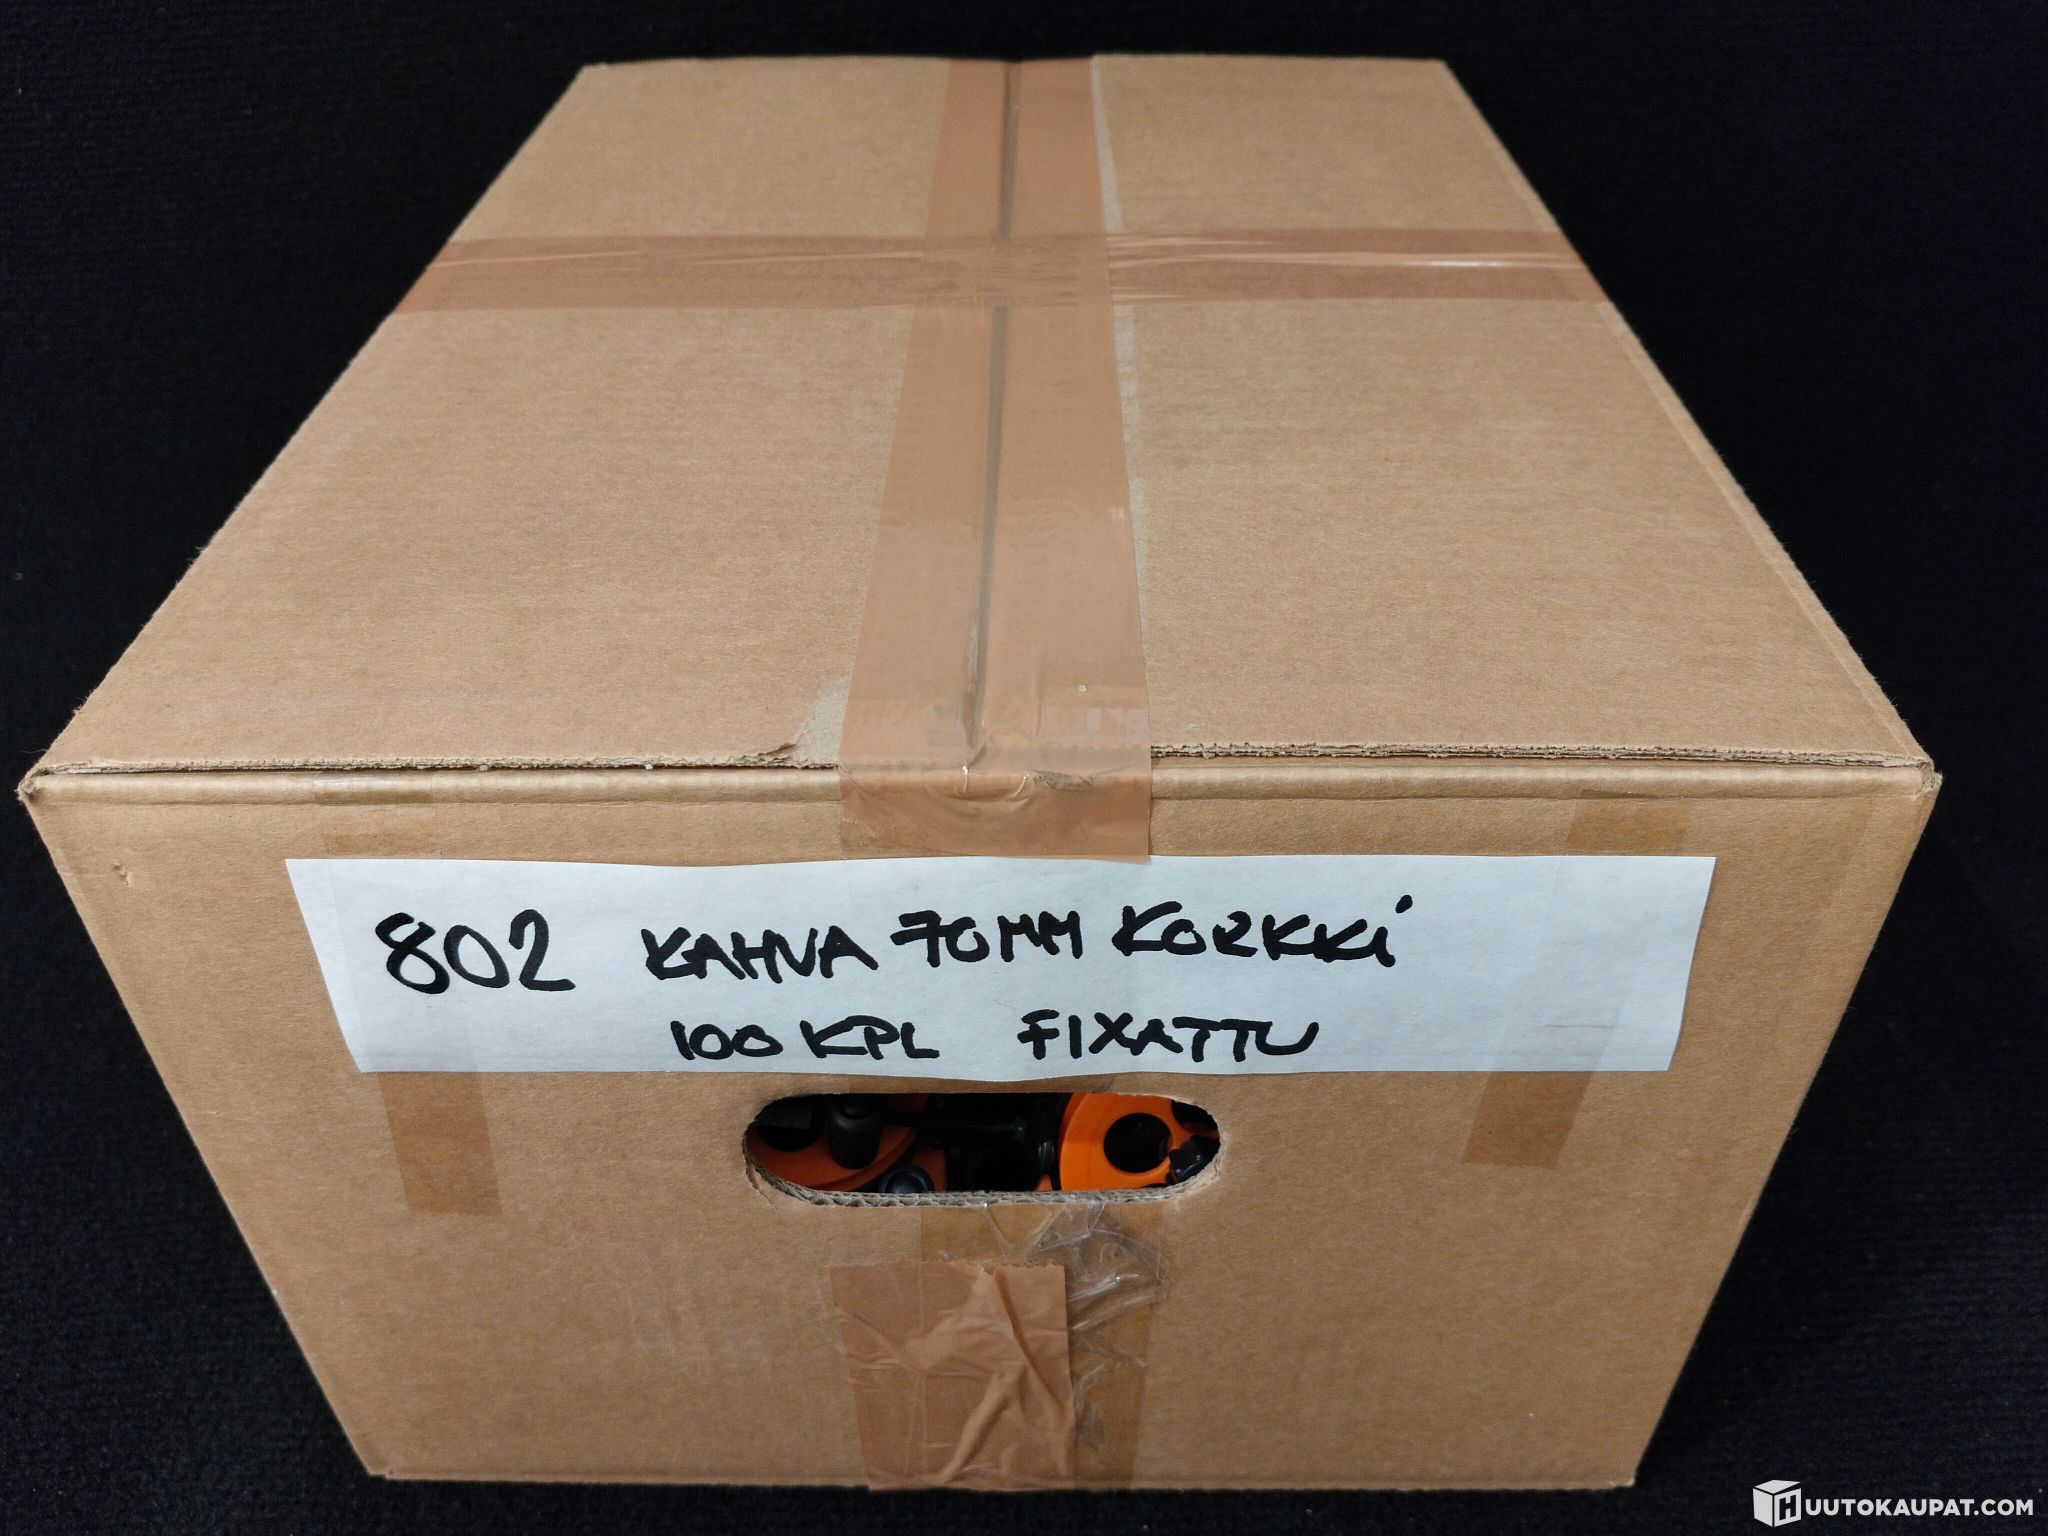 802 KAHVA 70MM KORKKi
100 KPL FIXATTU
HUUTOKAUPAT.COM